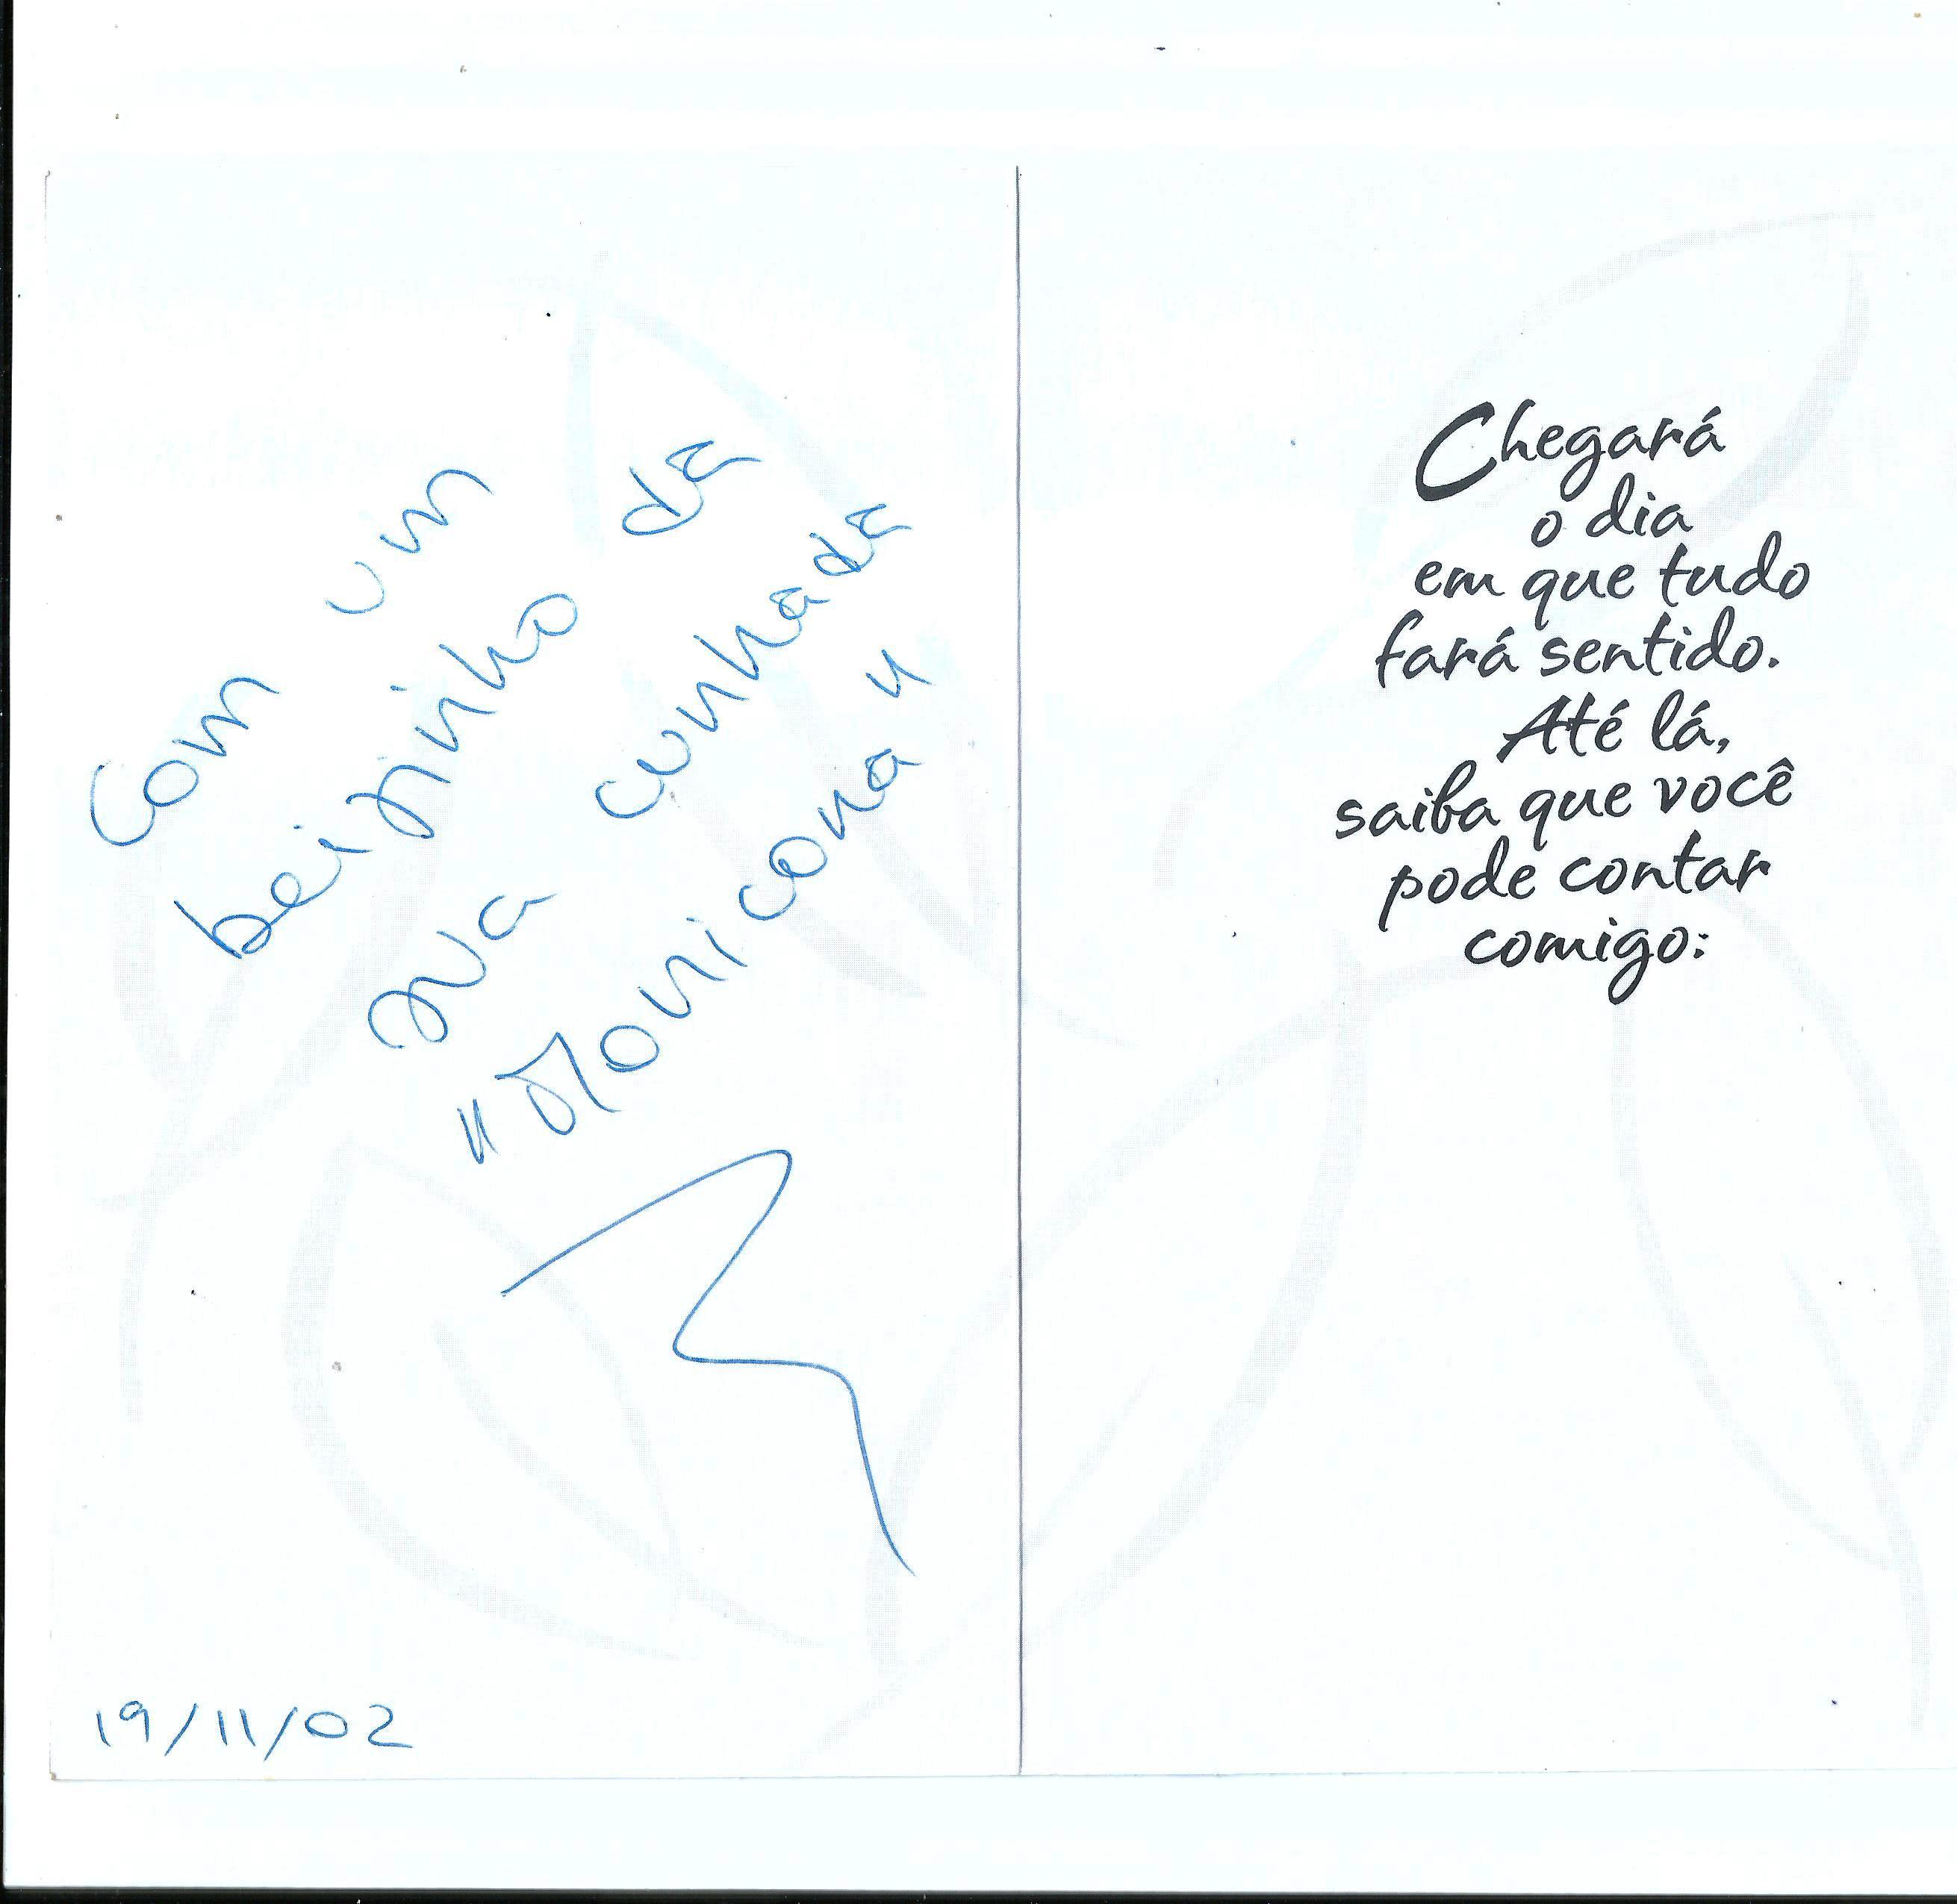 Com um
beijinho da
sua cunhada
"Monicona"
19/11/02
Chegará
o dia
em que tudo
fará sentido.
Até lá,
saiba que você
pode contar
comigo: